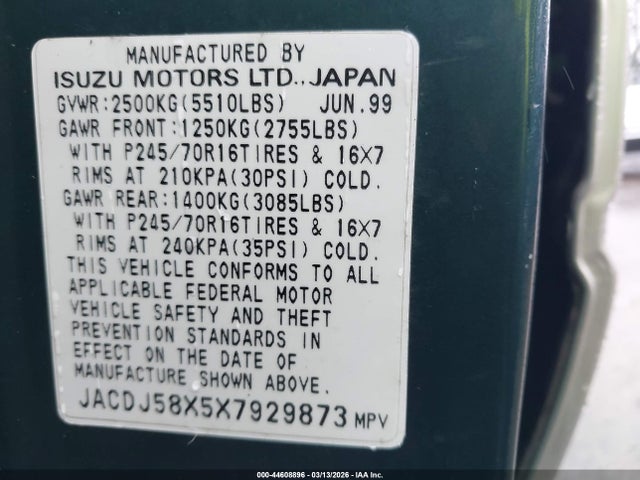 MANUFACTURED BY
ISUZU MOTORS LTD., JAPAN
GVWR:2500KG(5510LBS) JUN.99
GAWR FRONT:1250KG(2755LBS)
WITH P245/70R16TIRES & 16X7
RIMS AT 210KPA(30PSI) COLD.
GAWR REAR:1400KG(3085LBS)
WITH P245/70R16TIRES & 16X7
RIMS AT 240KPA(35PSI) COLD.
THIS VEHICLE CONFORMS TO ALL
APPLICABLE FEDERAL MOTOR
VEHICLE SAFETY AND THEFT
PREVENTION STANDARDS IN
EFFECT ON THE DATE OF
MANUFACTURE SHOWN ABOVE.
JACDJ58X5X7929873 MPV
000-44608896 - 03/13/2026 - IAA Inc.